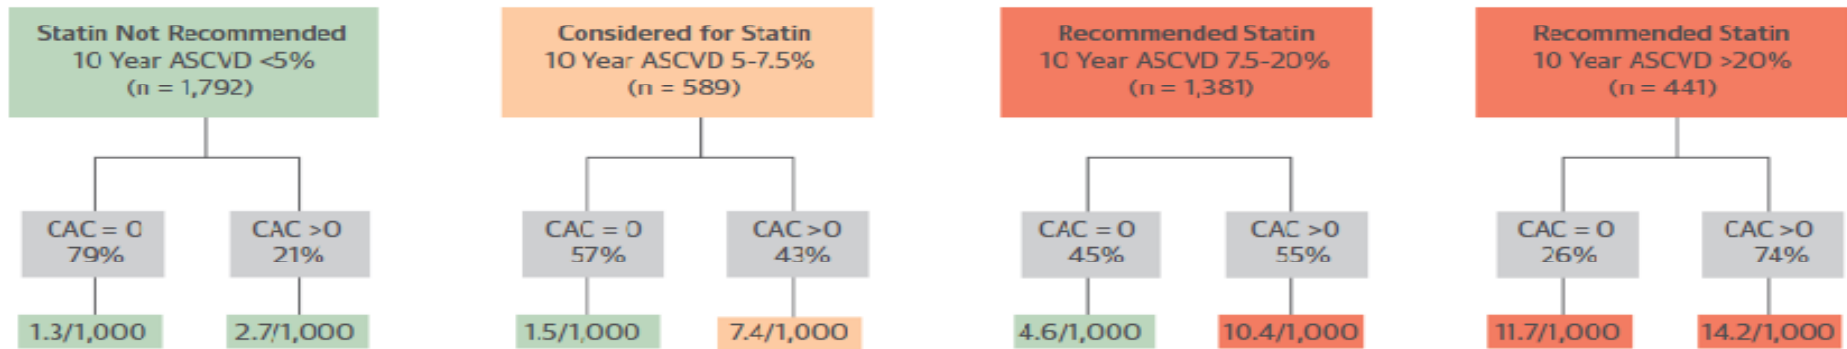 Statin Not Recommended
10 Year ASCVD <5%
(n = 1,792)
CAC = 0
79%
CAC >0
21%
1.3/1,000
2.7/1,000
Considered for Statin
10 Year ASCVD 5-7.5%
(n = 589)
CAC = 0
57%
CAC >0
43%
1.5/1,000
7.4/1,000
Recommended Statin
10 Year ASCVD 7.5-20%
(n = 1,381)
CAC = 0
45%
CAC >0
55%
4.6/1,000
10.4/1,000
Recommended Statin
10 Year ASCVD >20%
(n = 441)
CAC = 0
26%
CAC >0
74%
11.7/1,000
14.2/1,000